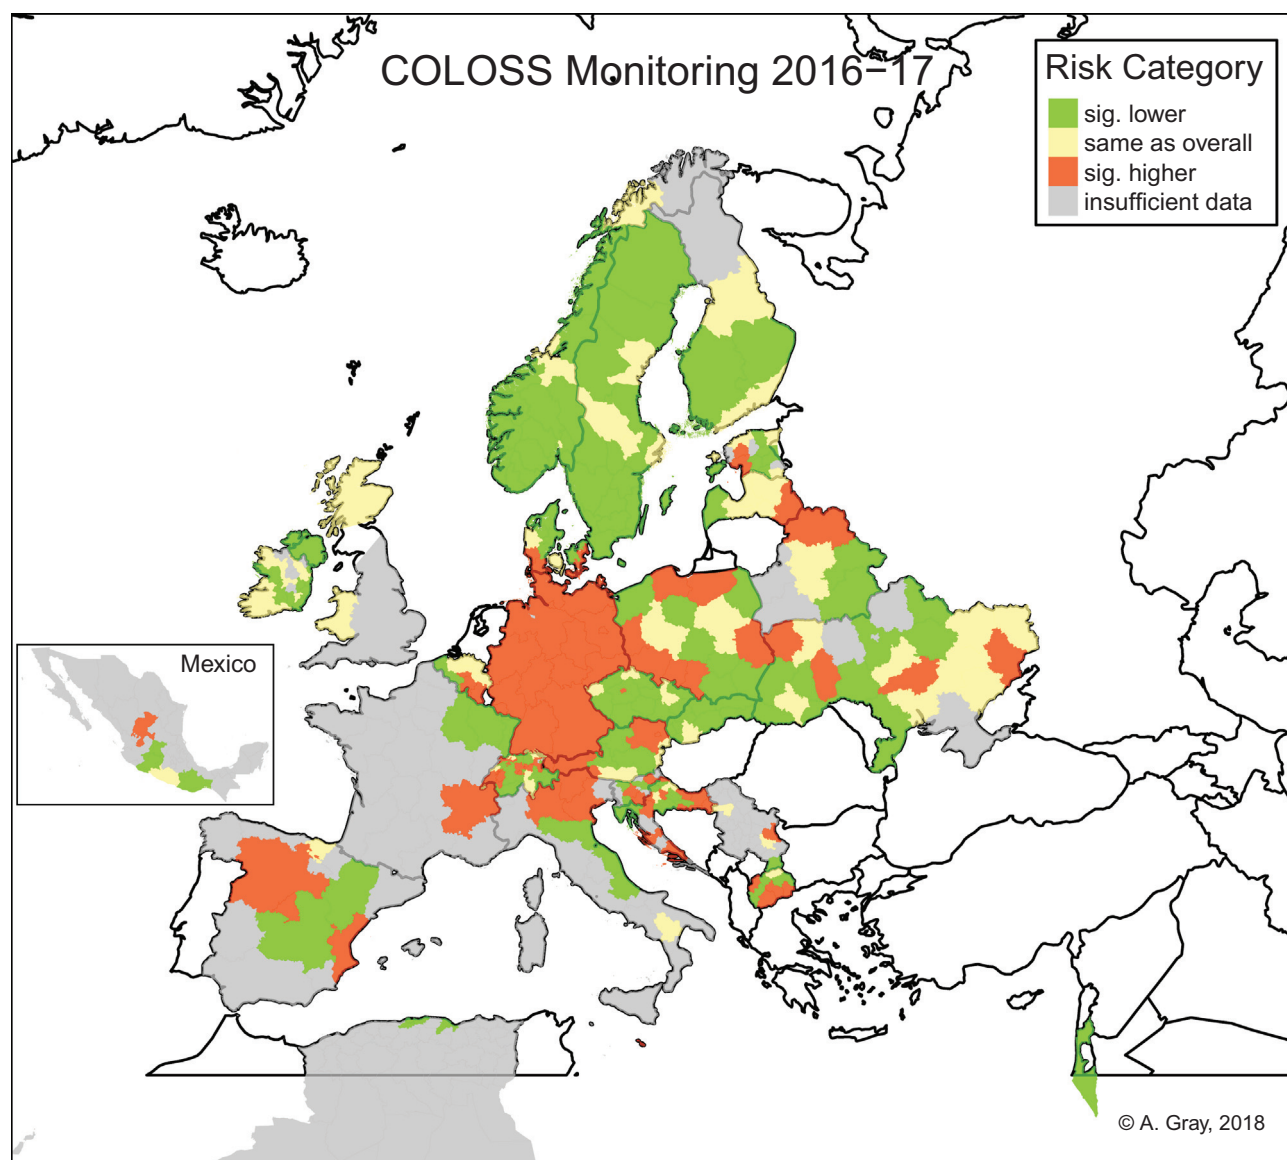 COLOSS Monitoring 2016−17
Risk Category
sig. lower
same as overall
sig. higher
insufficient data
Mexico
© A. Gray, 2018